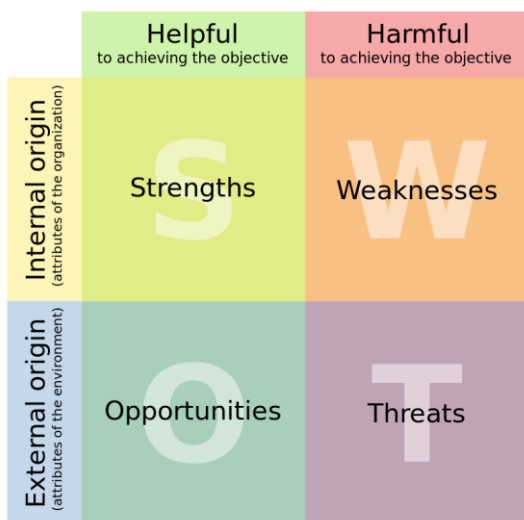 Helpful
to achieving the objective
Harmful
to achieving the objective
Internal origin
(attributes of the organization)
S
Strengths
W
Weaknesses
External origin
(attributes of the environment)
O
Opportunities
T
Threats